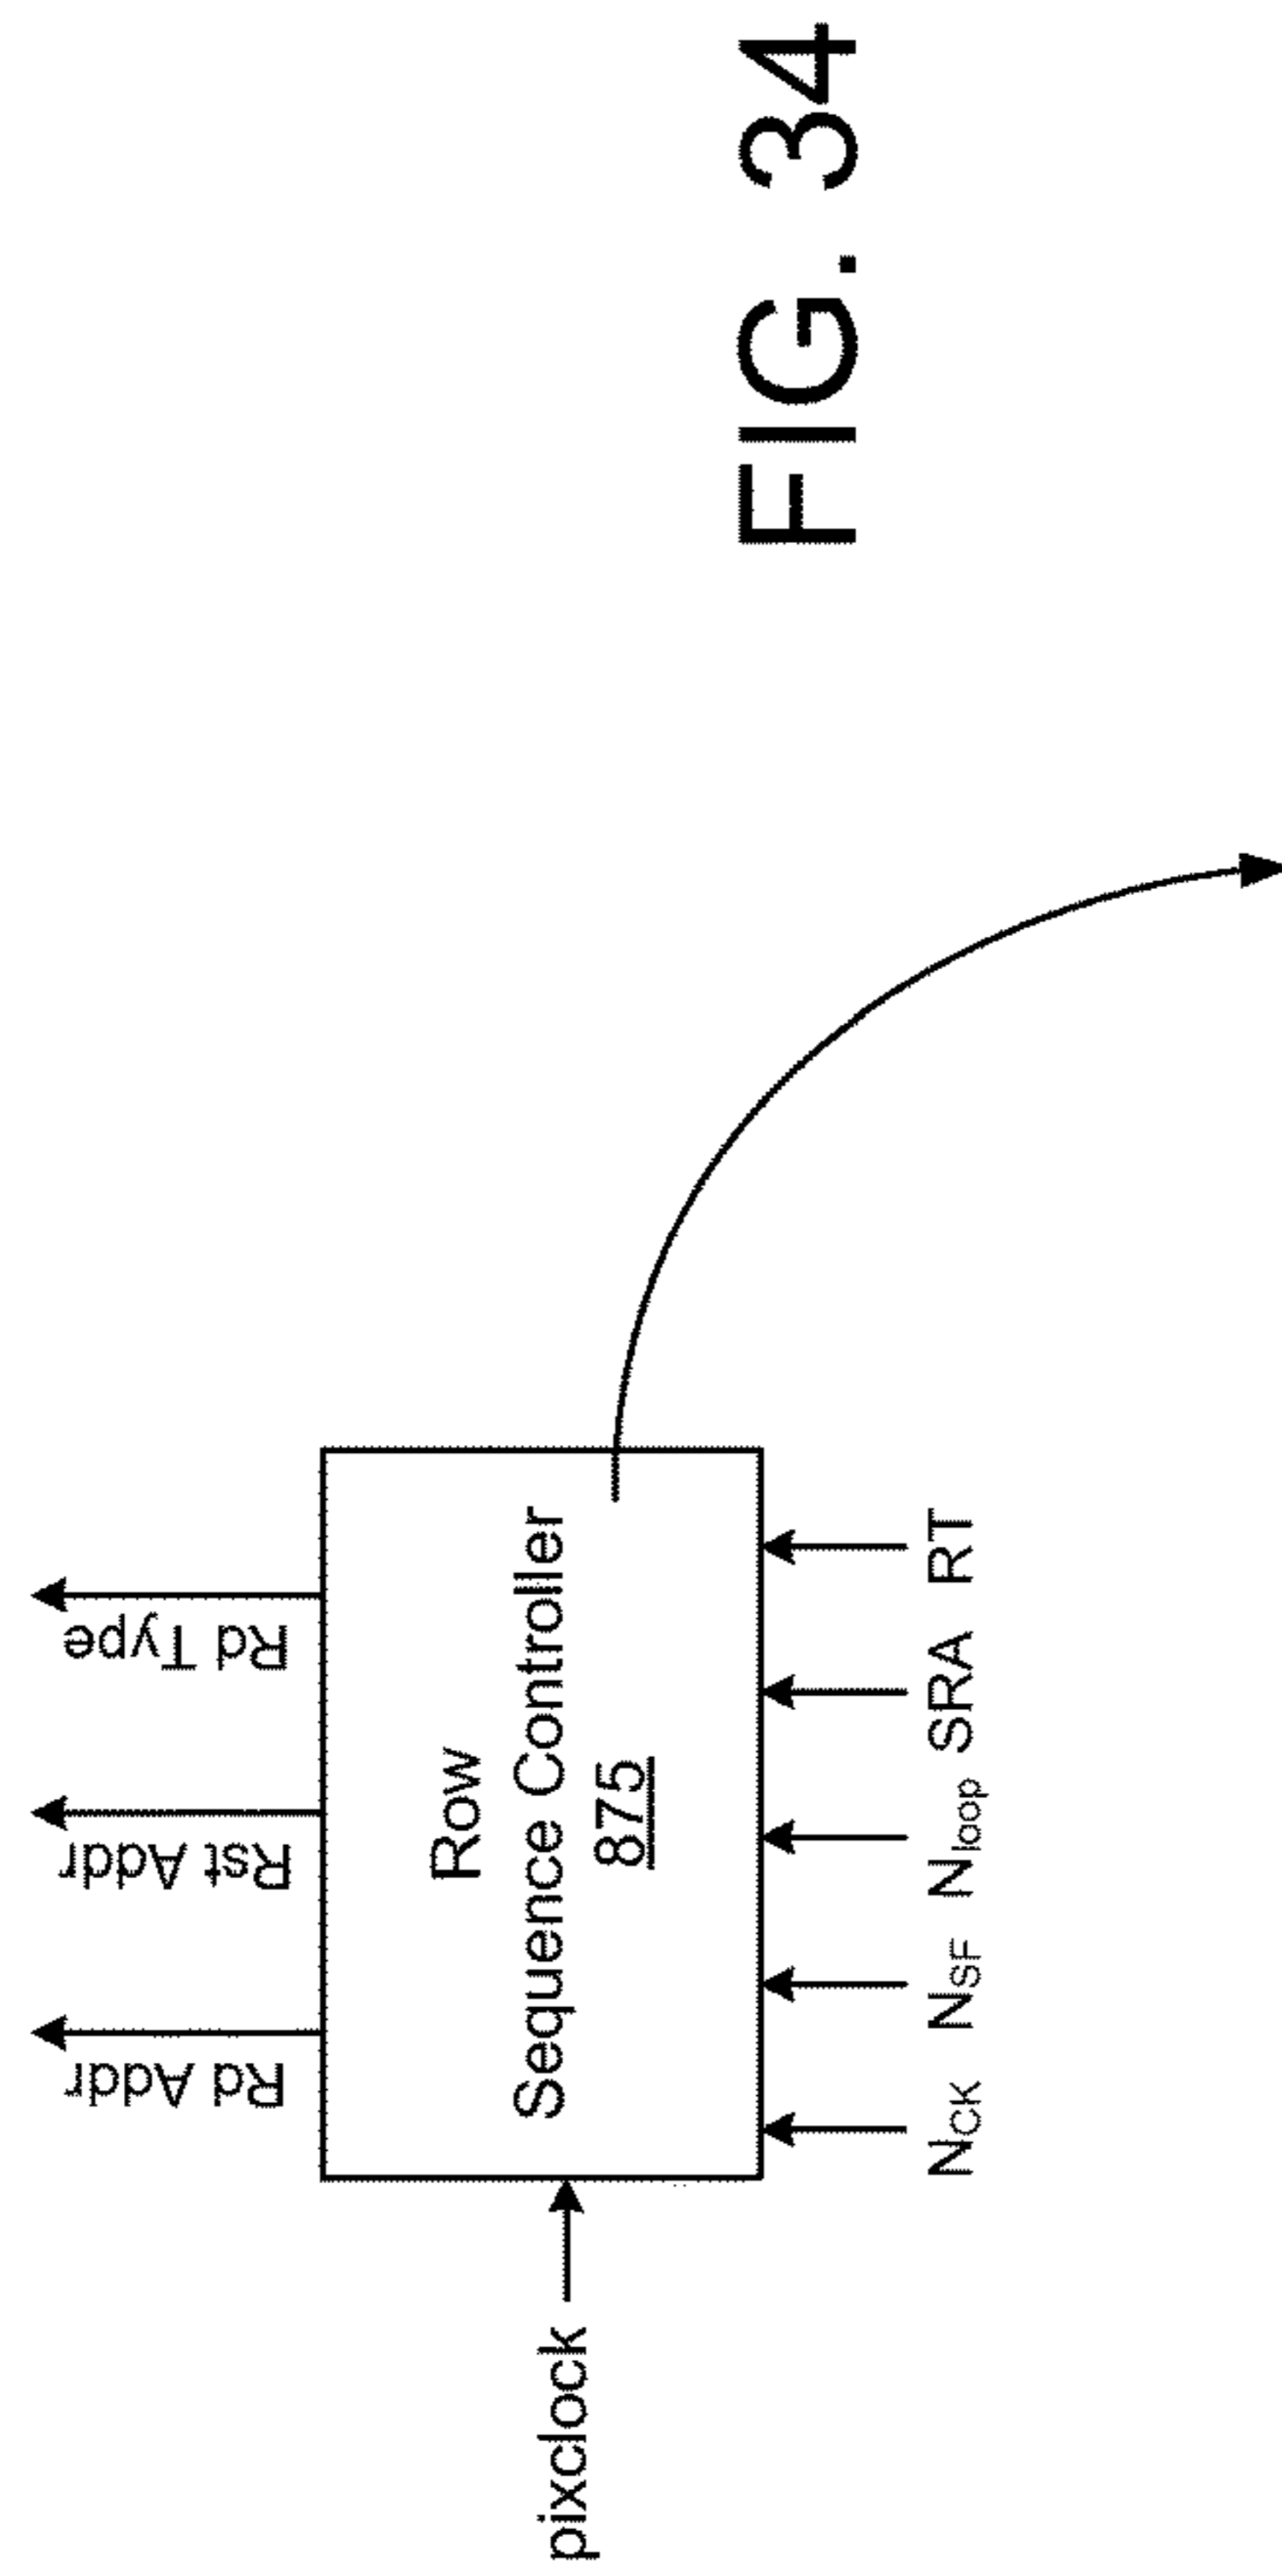 FIG. 34
Rd Addr
Rst Addr
Rd Type
pixclock
Row
Sequence Controller
875
NCK
NSF
Nloop
SRA
RT